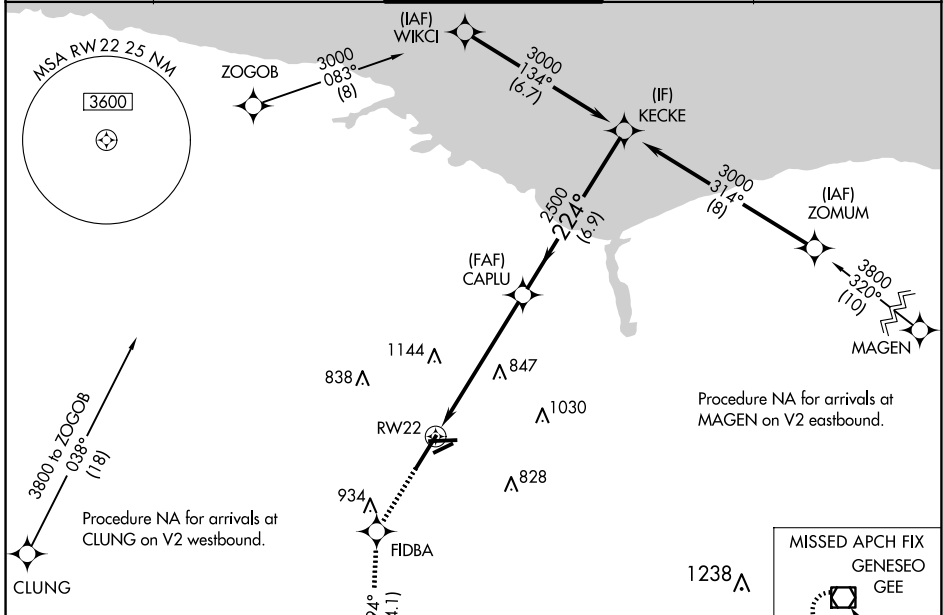 MSA RW22 25 NM
3600
(IAF)
WIKCI
ZOGOB
3000
083°
(8)
3000
134°
(6.7)
(IF)
KECKE
3000
314°
(8)
(IAF)
ZOMUM
2500
224°
(6.9)
(FAF)
CAPLU
3800
320°
(10)
MAGEN
1144
838
847
1030
RW22
828
934
Procedure NA for arrivals at
MAGEN on V2 eastbound.
3800 to ZOGOB
038°
(18)
Procedure NA for arrivals at
CLUNG on V2 westbound.
CLUNG
FIDBA
1238
MISSED APCH FIX
GENESEO
GEE